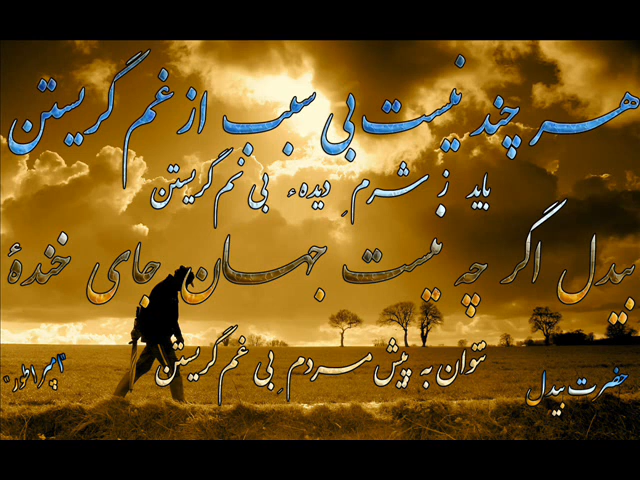 هر چند نیست بی سبب از غم گریستن
باید ز شرمِ دیدهٔ بی نم گریستن
بیدل اگر چه نیست جهان جای خندهٔ
نتوان به پیش مردمِ بی غم گریستن
حضرت بیدل
"امپراطور"